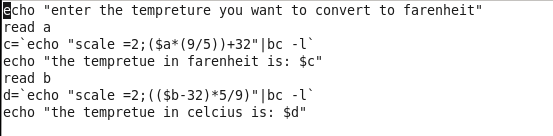 echo "enter the tempreture you want to convert to farenheit"
read a
c=`echo "scale =2;($a*(9/5))+32"|bc -l`
echo "the tempretue in farenheit is: $c"
read b
d=`echo "scale =2;(($b-32)*5/9)"|bc -l`
echo "the tempretue in celcius is: $d"